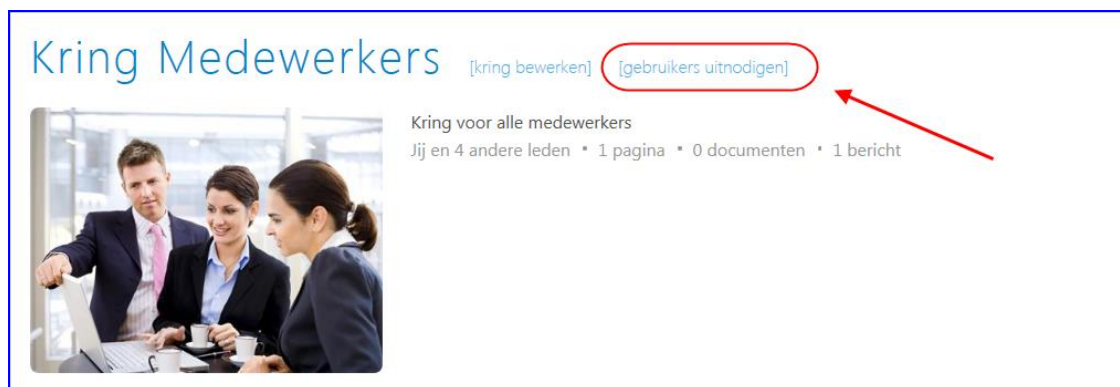 Kring Medewerkers [kring bewerken] [gebruikers uitnodigen]
Kring voor alle medewerkers
Jij en 4 andere leden ▪ 1 pagina ▪ 0 documenten ▪ 1 bericht